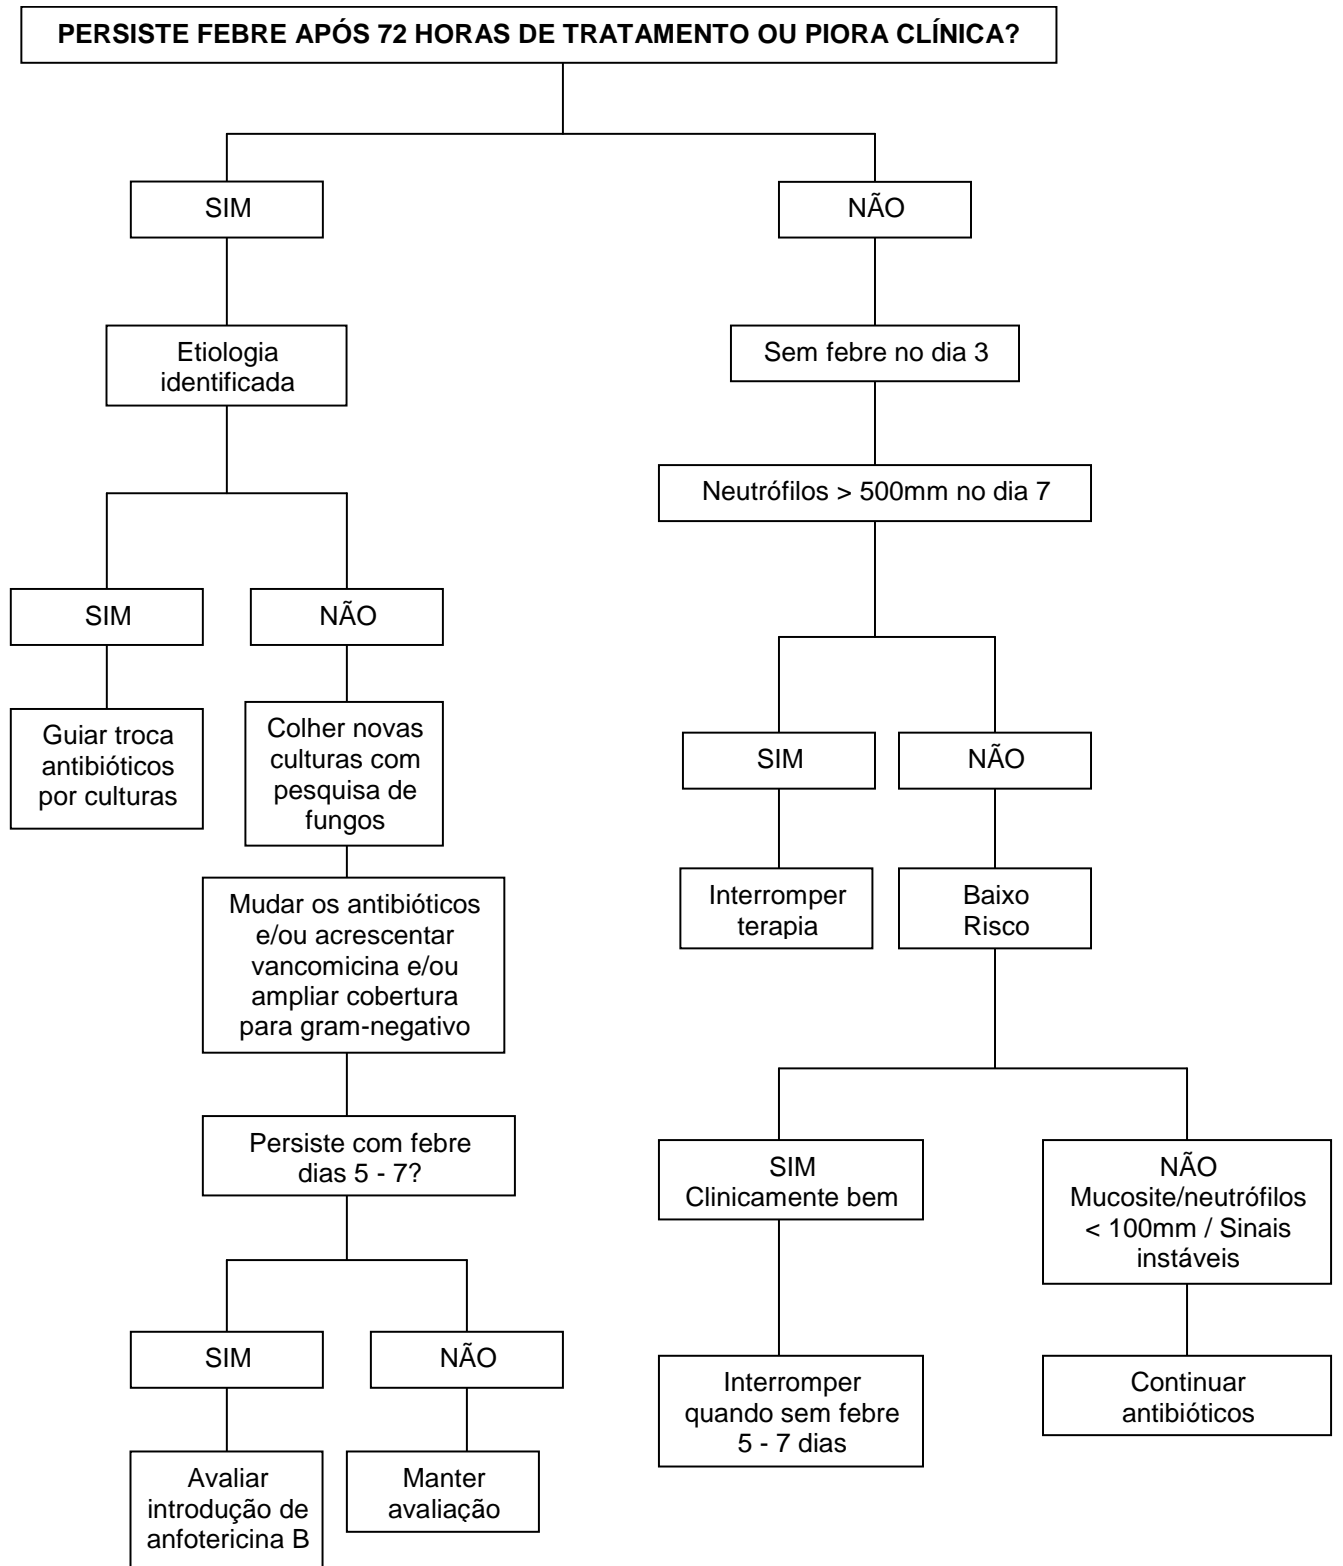 PERSISTE FEBRE APÓS 72 HORAS DE TRATAMENTO OU PIORA CLÍNICA?
SIM
NÃO
Etiologia
identificada
Sem febre no dia 3
Neutrófilos > 500mm no dia 7
SIM
NÃO
Guiar troca
antibióticos
por culturas
Colher novas
culturas com
pesquisa de
fungos
SIM
NÃO
Mudar os antibióticos
e/ou acrescentar
vancomicina e/ou
ampliar cobertura
para gram-negativo
Interromper
terapia
Baixo
Risco
Persiste com febre
dias 5 - 7?
SIM
Clinicamente bem
NÃO
Mucosite/neutrófilos
< 100mm / Sinais
instáveis
SIM
NÃO
Interromper
quando sem febre
5 - 7 dias
Continuar
antibióticos
Avaliar
introdução de
anfotericina B
Manter
avaliação